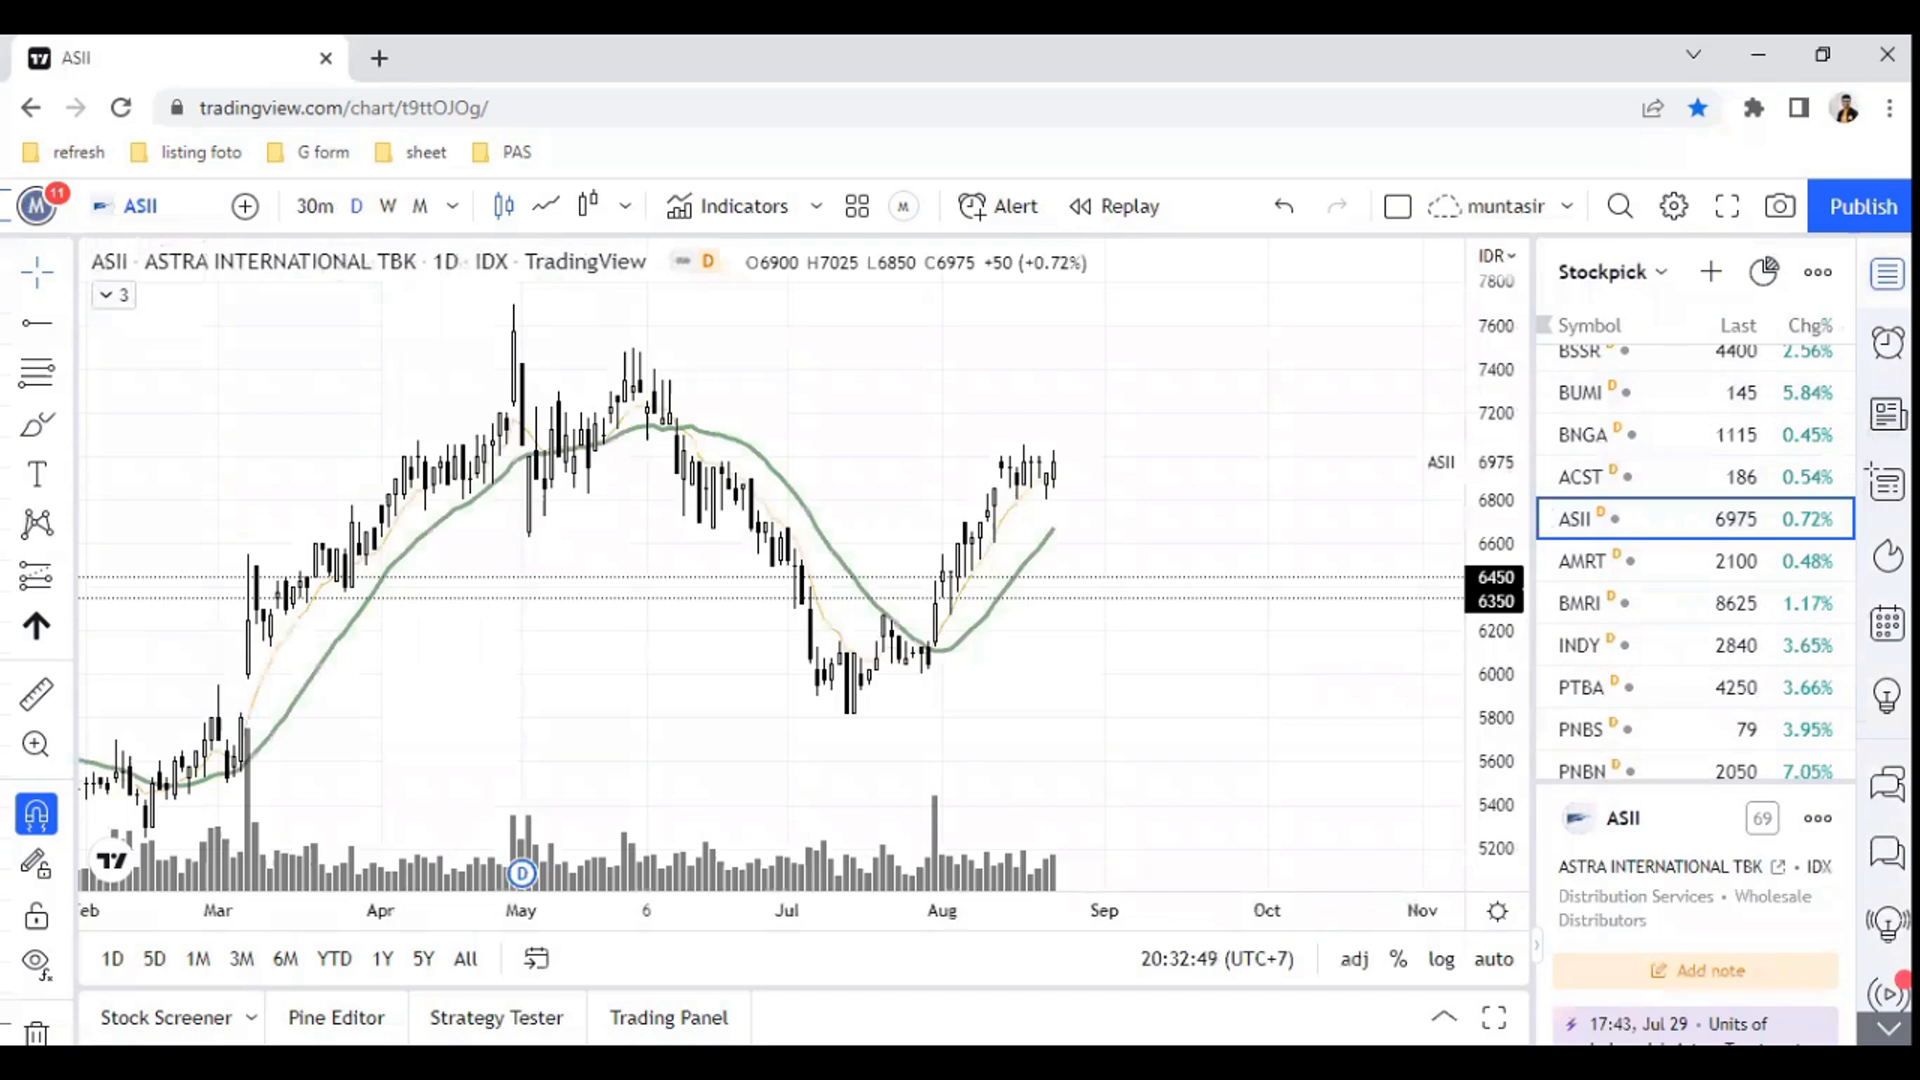 ASII
tradingview.com/chart/t9ttOJOg/
refresh listing foto G form sheet PAS
M 11 ASII 30m D W M Indicators M Alert Replay muntasir Publish
ASII · ASTRA INTERNATIONAL TBK · 1D · IDX · TradingView D O6900 H7025 L6850 C6975 +50 (+0.72%)
3
IDR
7800
7600
7400
7200
ASII 6975
6800
6600
6450
6350
6200
6000
5800
5600
5400
5200
D
Mar Apr May 6 Jul Aug Sep Oct Nov
1D 5D 1M 3M 6M YTD 1Y 5Y All 20:32:49 (UTC+7) adj % log auto
Stock Screener Pine Editor Strategy Tester Trading Panel
Stockpick
Symbol Last Chg%
BSSR D 4400 2.56%
BUMI D 145 5.84%
BNGA D 1115 0.45%
ACST D 186 0.54%
ASII D 6975 0.72%
AMRT D 2100 0.48%
BMRI D 8625 1.17%
INDY D 2840 3.65%
PTBA D 4250 3.66%
PNBS D 79 3.95%
PNBN D 2050 7.05%
ASII 69
ASTRA INTERNATIONAL TBK • IDX
Distribution Services • Wholesale
Distributors
Add note
17:43, Jul 29 • Units of